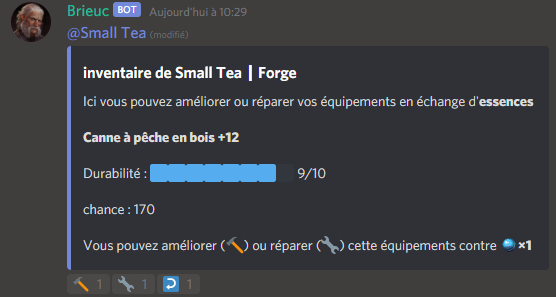 Brieuc BOT Aujourd'hui à 10:29
@Small Tea (modifié)
inventaire de Small Tea | Forge
Ici vous pouvez améliorer ou réparer vos équipements en échange d'essences
Canne à pêche en bois +12
Durabilité : 9/10
chance : 170
Vous pouvez améliorer (🔨) ou réparer (🔧) cette équipements contre ×1
1 1 1